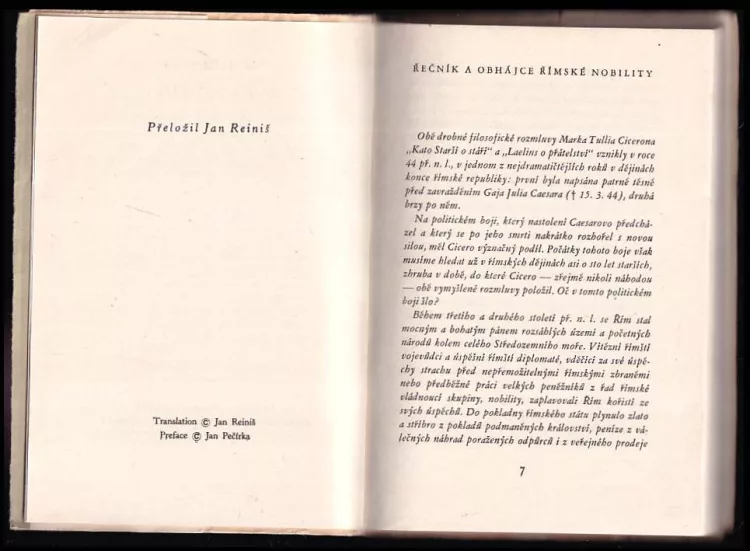 Přeložil Jan Reiniš
Translation © Jan Reiniš
Preface © Jan Pečírka
ŘEČNÍK A OBHÁJCE ŘÍMSKÉ NOBILITY
Obě drobné filosofické rozmluvy Marka Tullia Cicerona
„Kato Starší o stáří“ a „Laelius o přátelství“ vznikly v roce
44 př. n. l., v jednom z nejdramatičtějších roků v dějinách
konce římské republiky: první byla napsána patrně těsně
před zavražděním Gaja Julia Caesara († 15. 3. 44), druhá
brzy po něm.
Na politickém boji, který nastolení Caesarovo předchá-
zel a který se po jeho smrti nakrátko rozhořel s novou
silou, měl Cicero význačný podíl. Počátky tohoto boje však
musíme hledat už v římských dějinách asi o sto let starších,
zhruba v době, do které Cicero — zřejmě nikoli náhodou
— obě vymyšlené rozmluvy položil. Oč v tomto politickém
boji šlo?
Během třetího a druhého století př. n. l. se Řím stal
mocným a bohatým pánem rozsáhlých území a početných
národů kolem celého Středozemního moře. Vítězní římští
vojevůdci a úspěšní římští diplomaté, vděčící za své úspě-
chy strachu před nepřemožitelnými římskými zbraněmi
nebo předběžné práci velkých peněžníků z řad římské
vládnoucí skupiny, nobility, zaplavovali Řím kořistí ze
svých úspěchů. Do pokladny římského státu plynulo zlato
a stříbro z pokladů podmaněných království, peníze z vá-
lečných náhrad poražených odpůrců i z veřejného prodeje
7